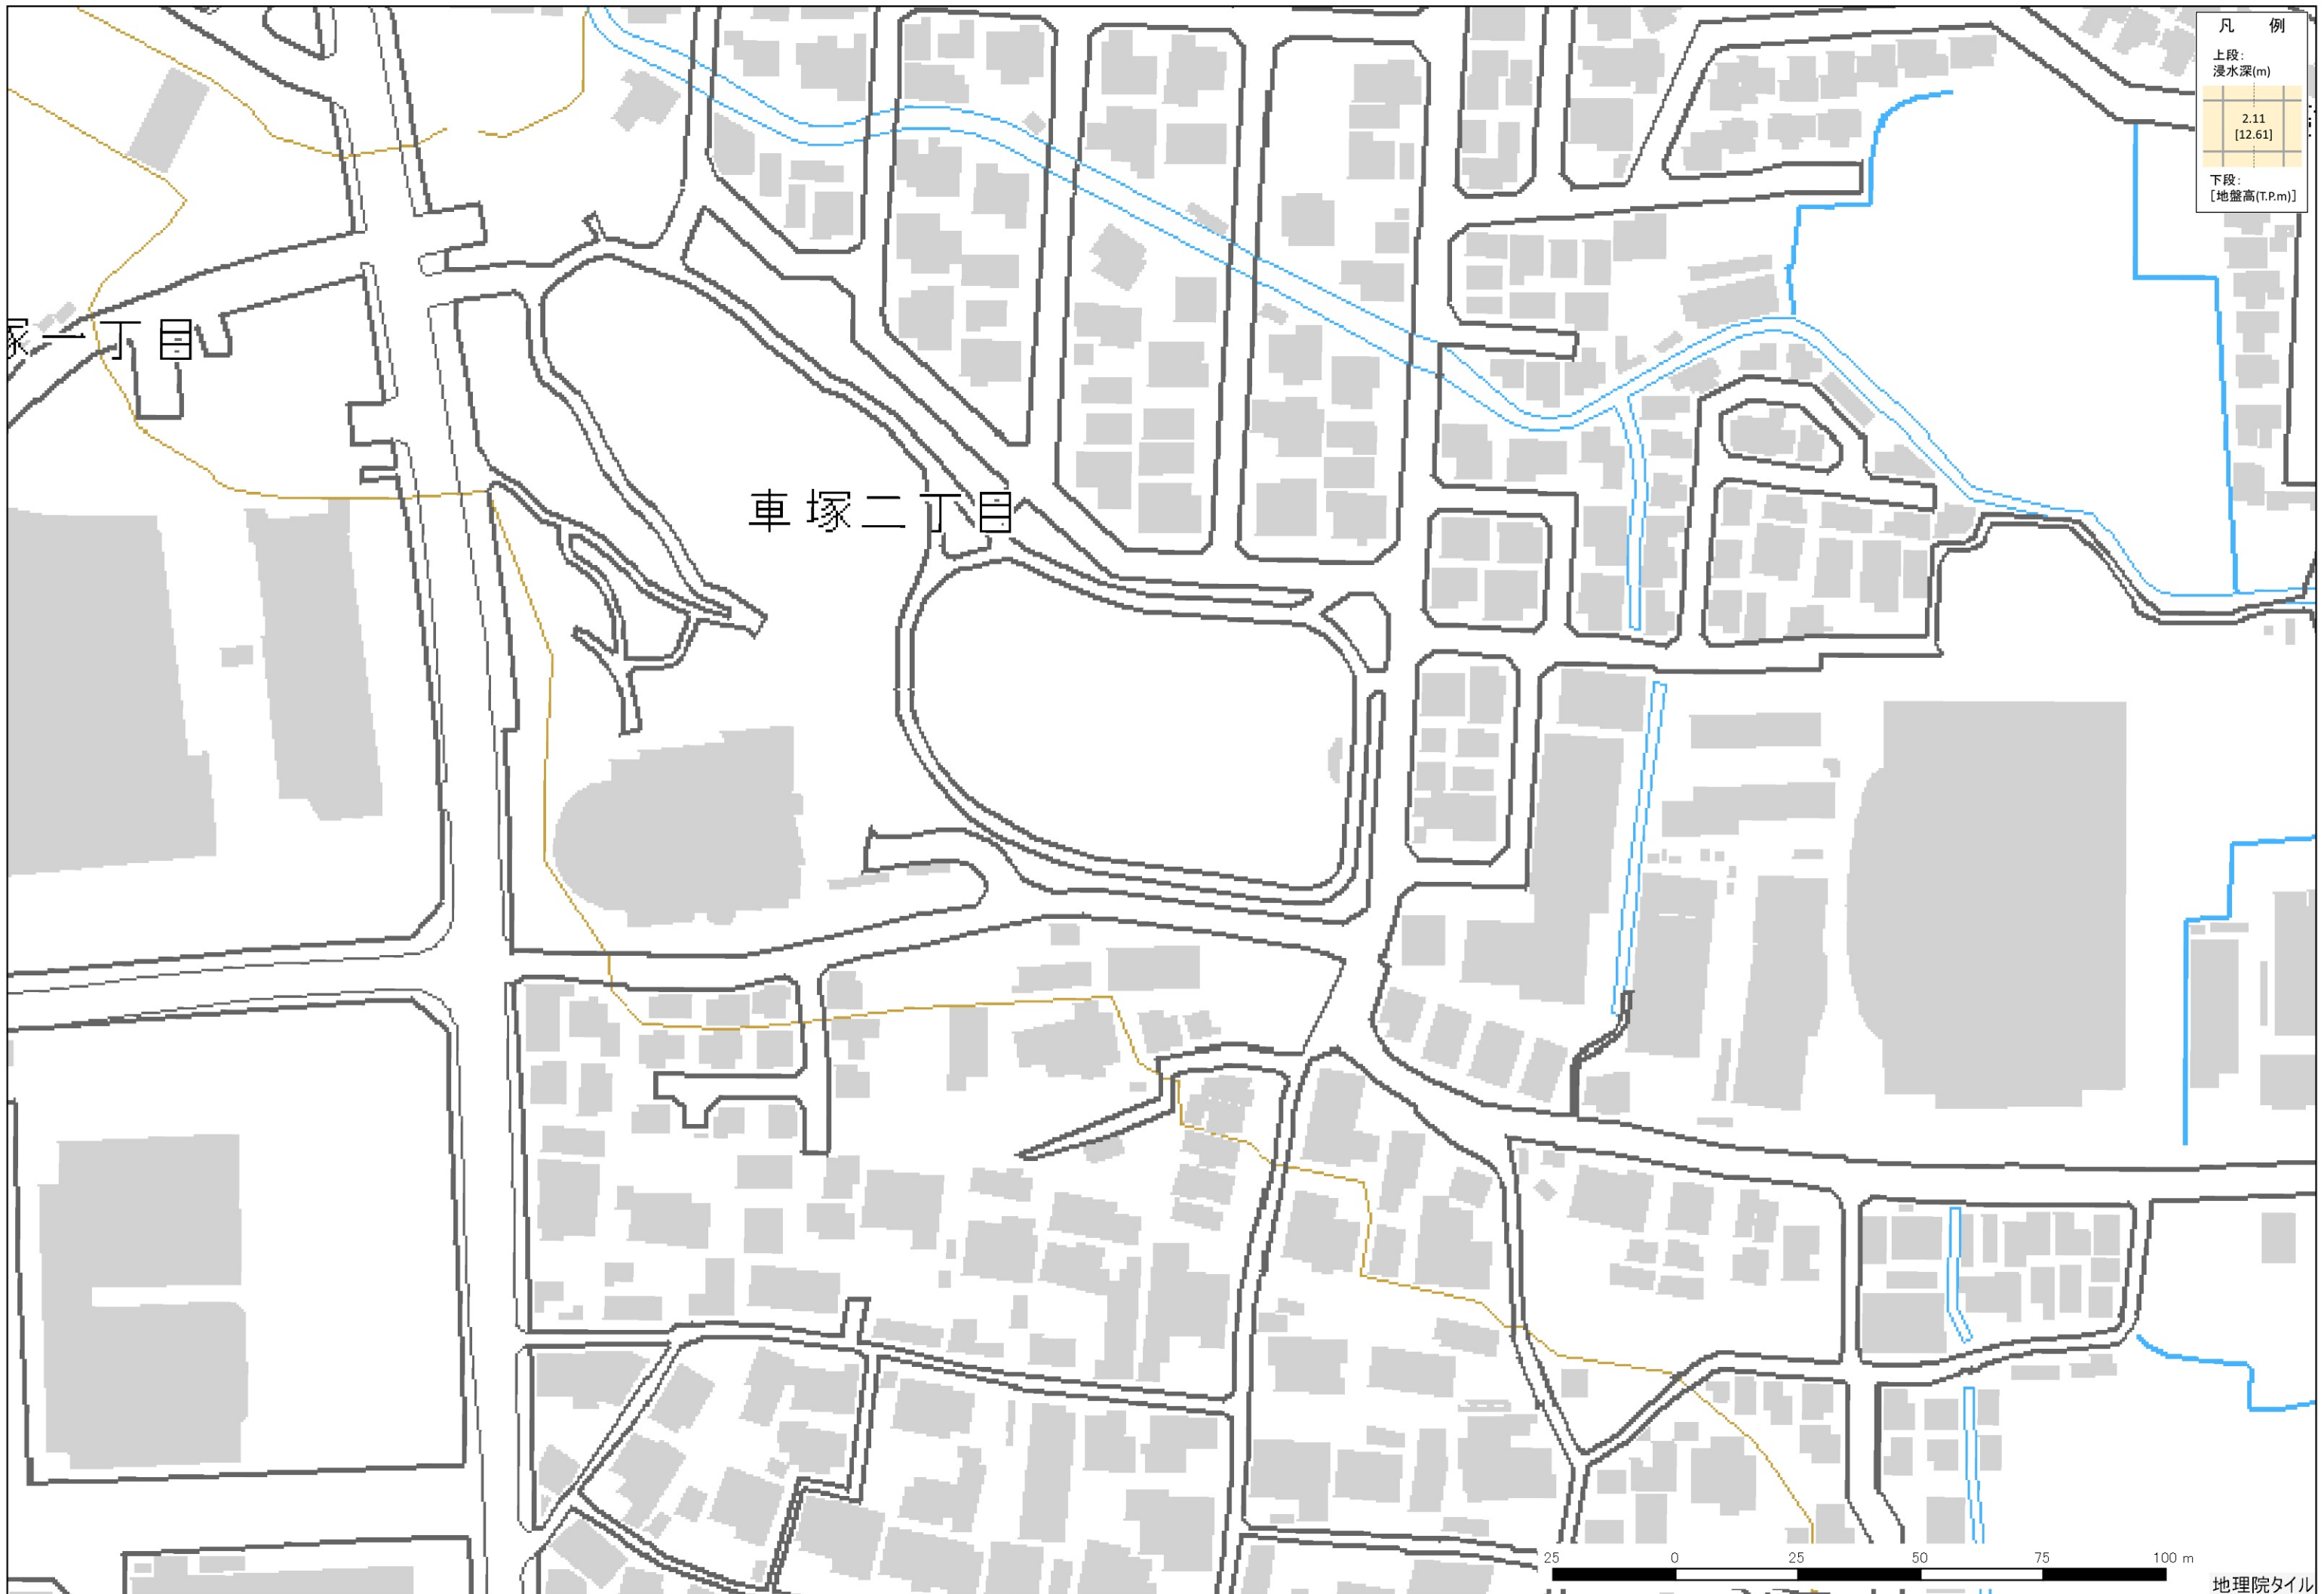 凡 例
上段:
浸水深(m)
2.11
[12.61]
下段:
[地盤高(T.P.m)]
塚一丁目
車塚二丁目
25 0 25 50 75 100 m
地理院タイル